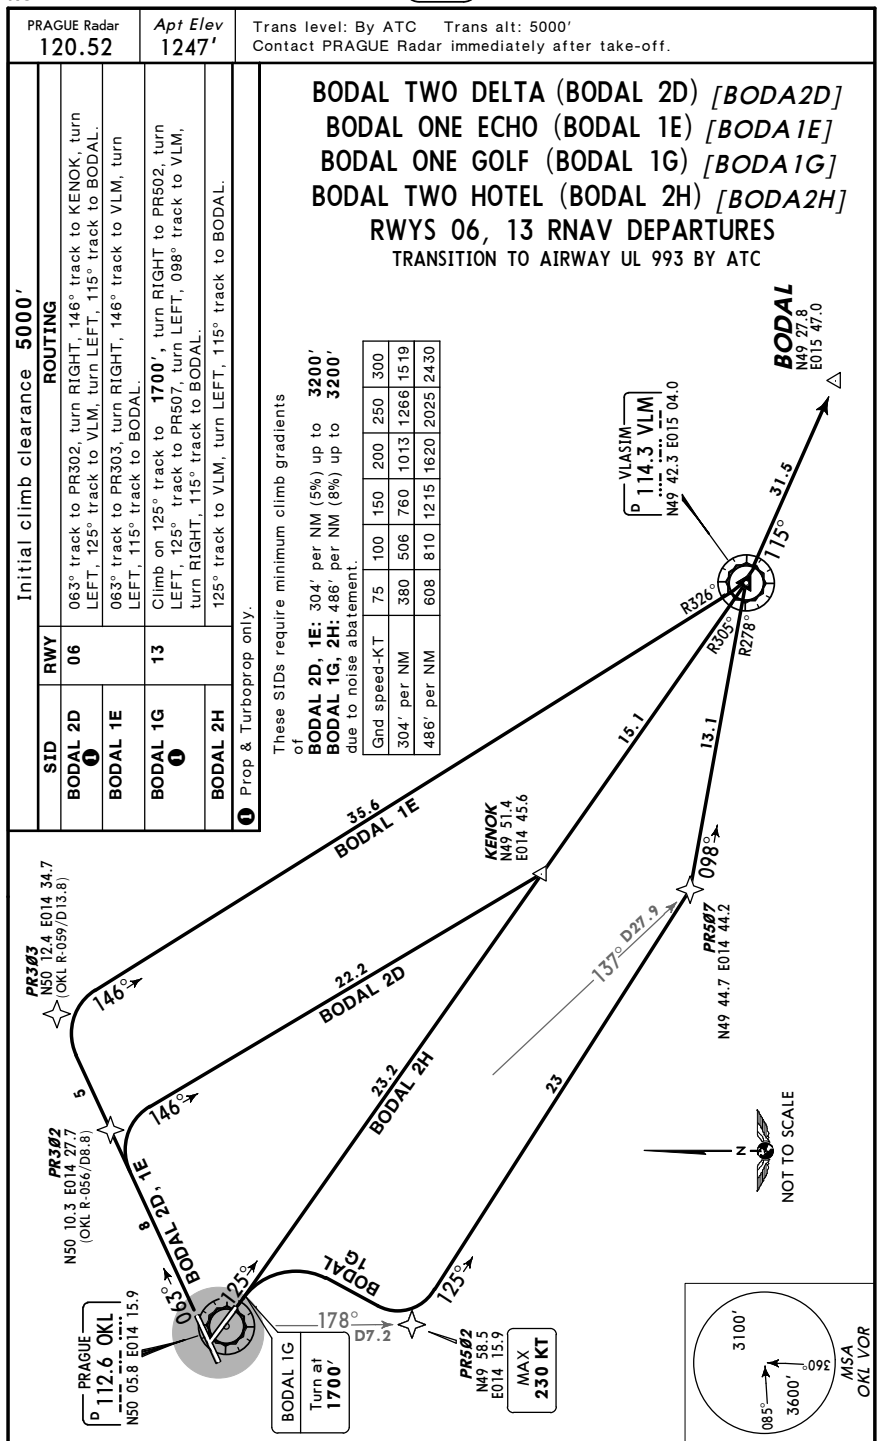 PRAGUE Radar
120.52
Apt Elev
1247'
Trans level: By ATC Trans alt: 5000'
Contact PRAGUE Radar immediately after take-off.
BODAL TWO DELTA (BODAL 2D) [BODA2D]
BODAL ONE ECHO (BODAL 1E) [BODA1E]
BODAL ONE GOLF (BODAL 1G) [BODA1G]
BODAL TWO HOTEL (BODAL 2H) [BODA2H]
RWYS 06, 13 RNAV DEPARTURES
TRANSITION TO AIRWAY UL 993 BY ATC
Initial climb clearance 5000'
SID RWY ROUTING
BODAL 2D ❶ 06 063° track to PR302, turn RIGHT, 146° track to KENOK, turn
LEFT, 125° track to VLM, turn LEFT, 115° track to BODAL.
BODAL 1E 063° track to PR303, turn RIGHT, 146° track to VLM, turn
LEFT, 115° track to BODAL.
BODAL 1G ❶ 13 Climb on 125° track to 1700', turn RIGHT to PR502, turn
LEFT, 125° track to PR507, turn LEFT, 098° track to VLM,
turn RIGHT, 115° track to BODAL.
BODAL 2H 125° track to VLM, turn LEFT, 115° track to BODAL.
❶ Prop & Turboprop only.
These SIDs require minimum climb gradients
of
BODAL 2D, 1E: 304' per NM (5%) up to 3200'
BODAL 1G, 2H: 486' per NM (8%) up to 3200'
due to noise abatement.
Gnd speed-KT 75 100 150 200 250 300
304' per NM 380 506 760 1013 1266 1519
486' per NM 608 810 1215 1620 2025 2430
BODAL
N49 27.8
E015 47.0
VLASIM
D 114.3 VLM
N49 42.3 E015 04.0
31.5
115°
R326°
R305°
R278°
15.1
13.1
35.6
BODAL 1E
KENOK
N49 51.4
E014 45.6
098°
PR5Ø7
N49 44.7 E014 44.2
137° D27.9
PR3Ø3
N50 12.4 E014 34.7
(OKL R-059/D13.8)
146°
22.2
BODAL 2D
23.2
BODAL 2H
23
5
146°
PR3Ø2
N50 10.3 E014 27.7
(OKL R-056/D8.8)
8
BODAL 2D, 1E
063°
125°
BODAL
1G
125°
PRAGUE
D 112.6 OKL
N50 05.8 E014 15.9
178°
D7.2
BODAL 1G
Turn at
1700'
PR5Ø2
N49 58.5
E014 15.9
MAX
230 KT
N
NOT TO SCALE
3100'
3600'
085°
360°
MSA
OKL VOR